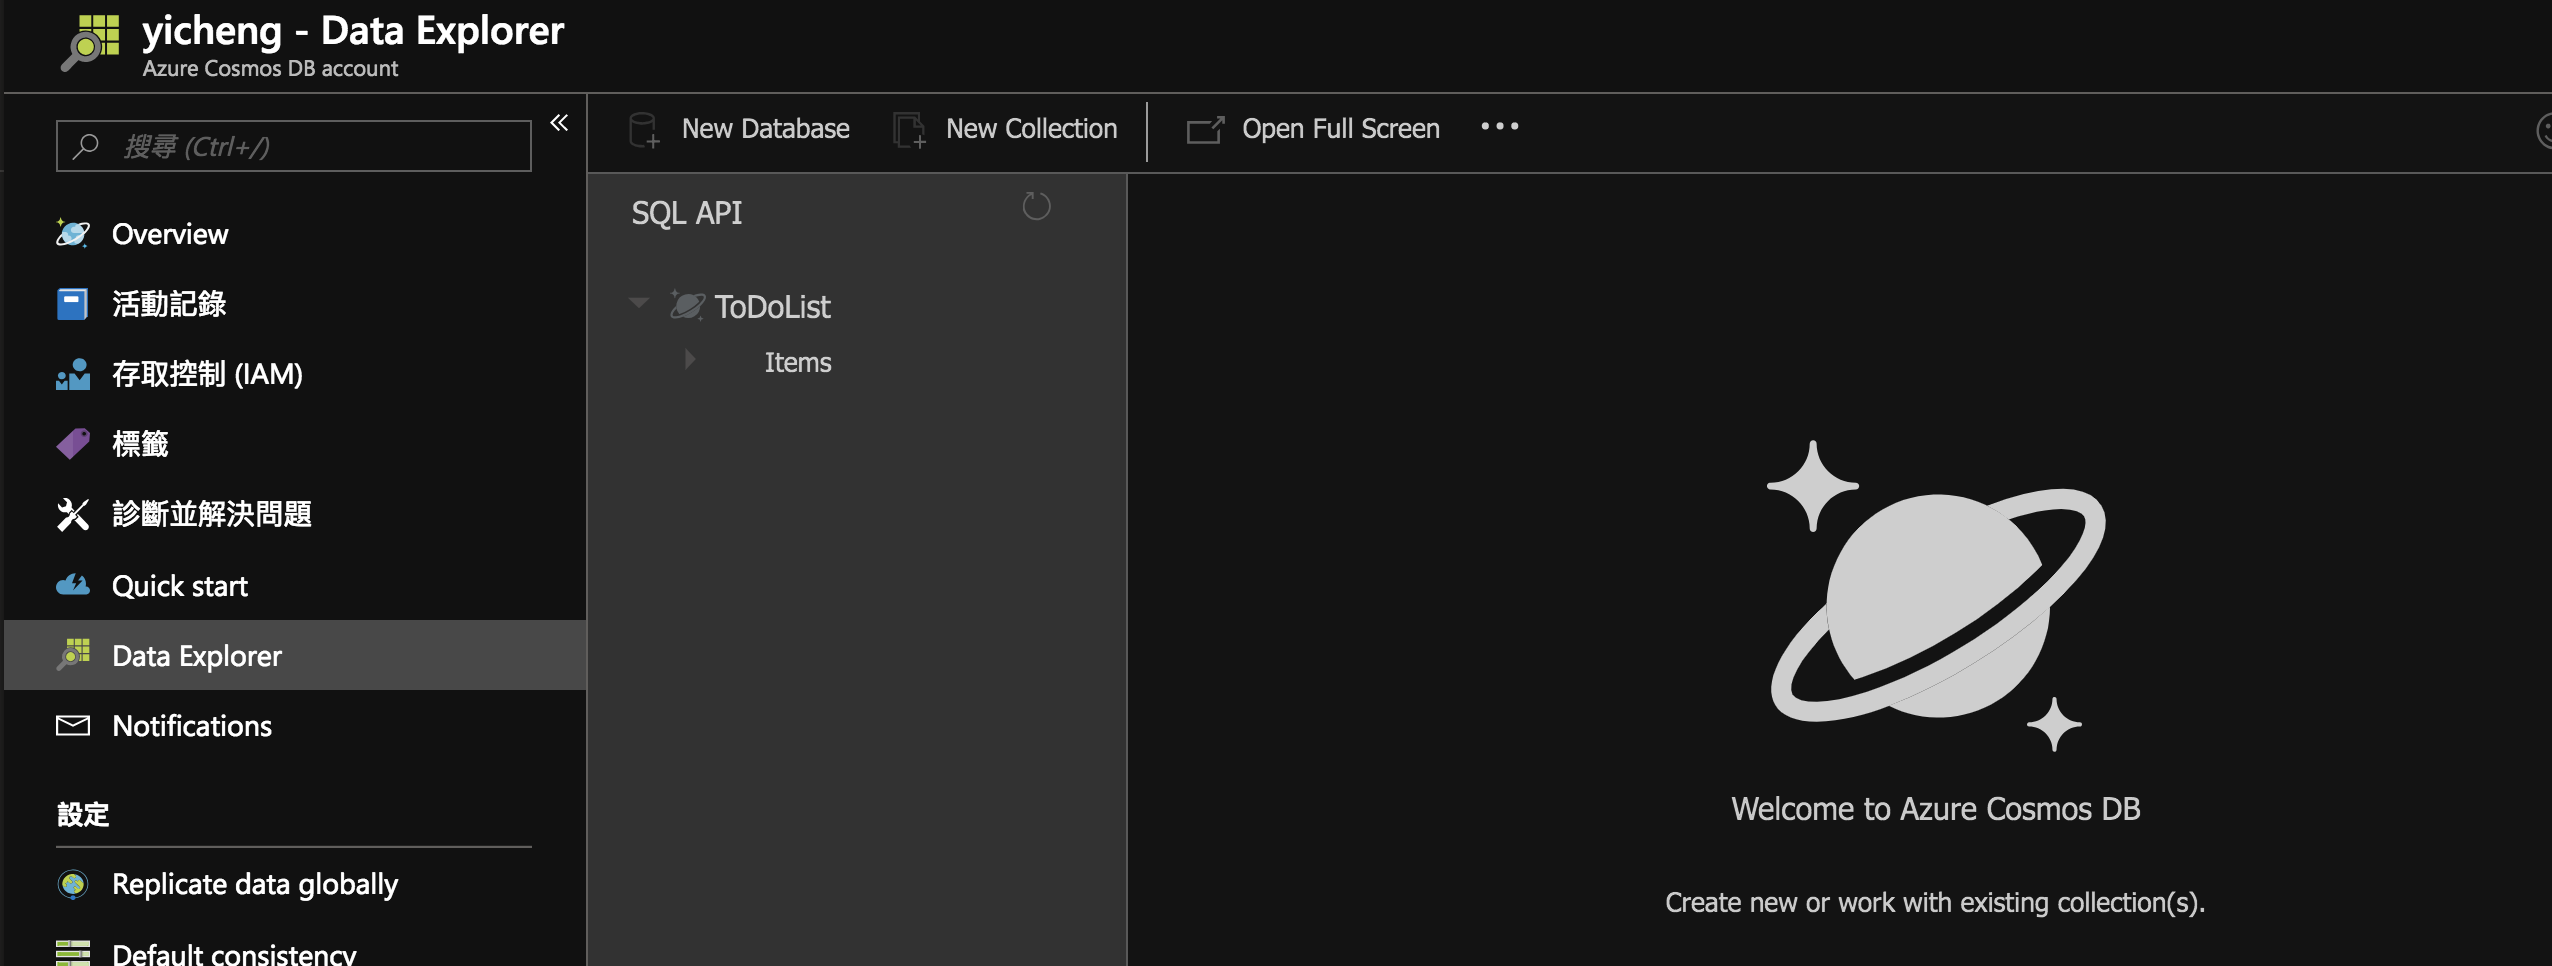 yicheng - Data Explorer
Azure Cosmos DB account
搜尋 (Ctrl+/)
Overview
活動記錄
存取控制 (IAM)
標籤
診斷並解決問題
Quick start
Data Explorer
Notifications
設定
Replicate data globally
Default consistency
New Database
New Collection
Open Full Screen
SQL API
ToDoList
Items
Welcome to Azure Cosmos DB
Create new or work with existing collection(s).